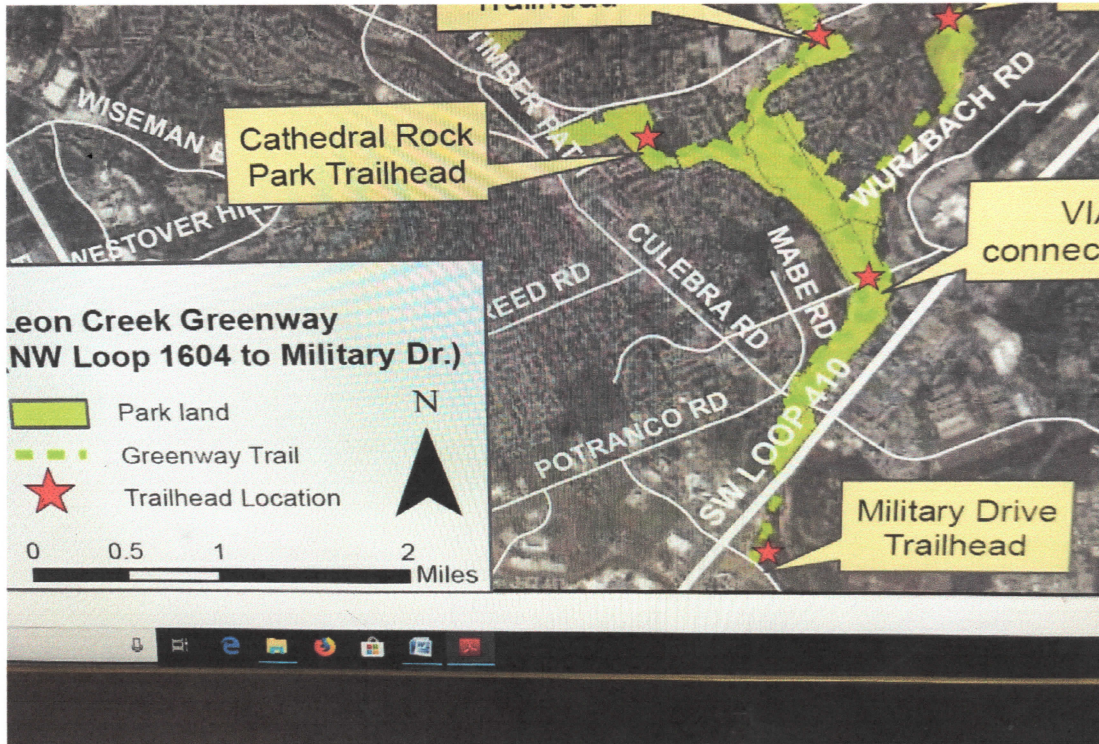 Trailhead
TIMBER PAT
WISEMAN B
WURZBACH RD
Cathedral Rock
Park Trailhead
WESTOVER HILL
VIA
connec
CULEBRA RD
MABE RD
REED RD
Leon Creek Greenway
(NW Loop 1604 to Military Dr.)
N
Park land
Greenway Trail
Trailhead Location
POTRANCO RD
SW LOOP 410
Military Drive
Trailhead
0 0.5 1 2
Miles